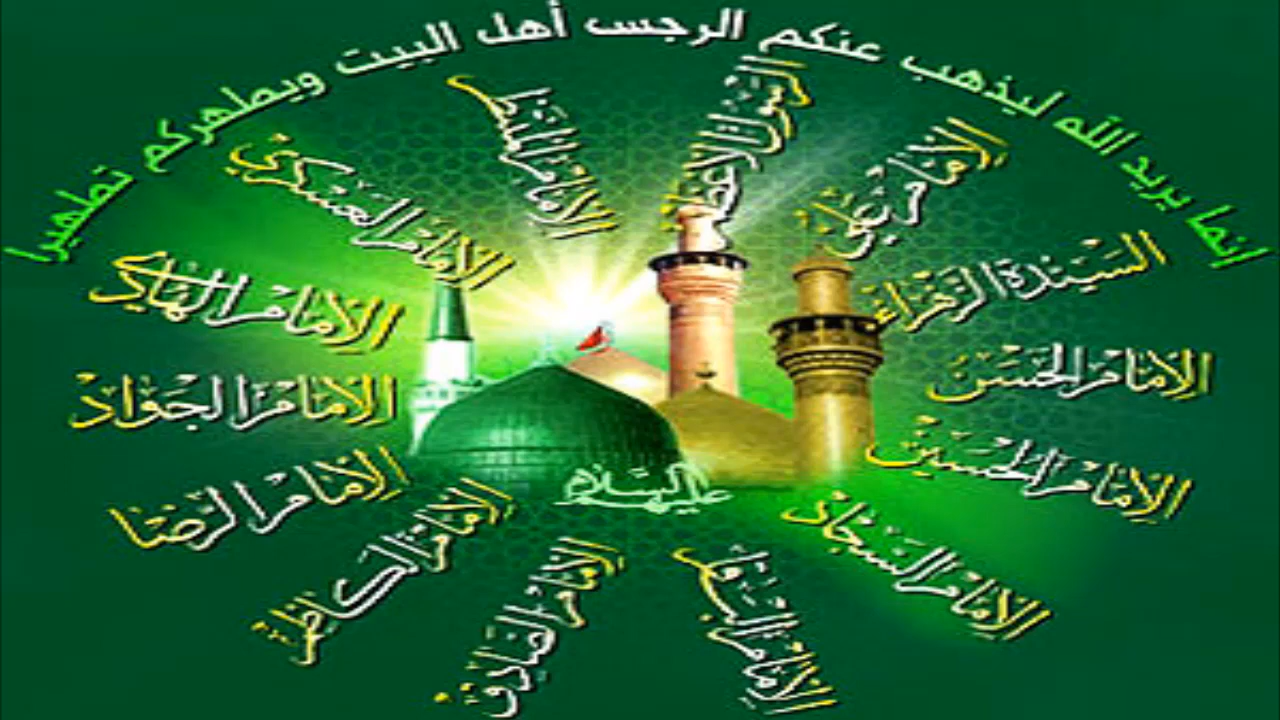 إنما يريد الله ليذهب عنكم الرجس أهل البيت ويطهركم تطهيرا
الرسول الاعظم
الإمام علي
السيدة الزهراء
الإمام الحسن
الإمام الحسين
الإمام السجاد
الإمام الباقر
الإمام الصادق
الإمام الكاظم
الإمام الرضا
الإمام الجواد
الإمام الهادي
الإمام العسكري
الإمام المنتظر
عليهم السلام